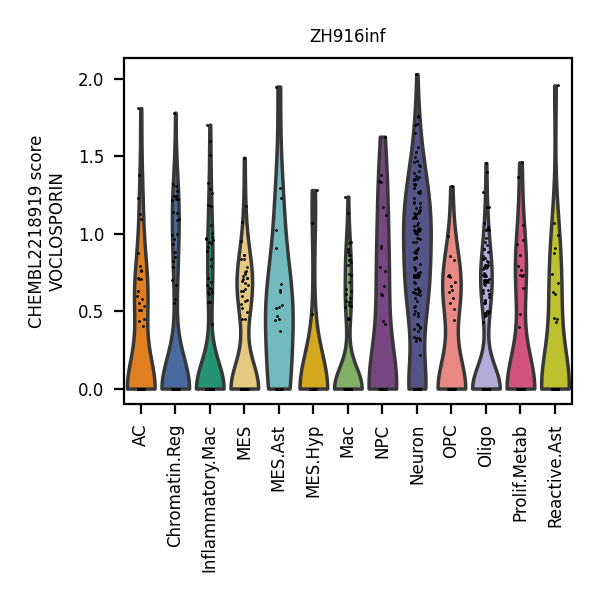 ZH916inf
CHEMBL2218919 score
VOCLOSPORIN
2.0
1.5
1.0
0.5
0.0
AC
Chromatin.Reg
Inflammatory.Mac
MES
MES.Ast
MES.Hyp
Mac
NPC
Neuron
OPC
Oligo
Prolif.Metab
Reactive.Ast